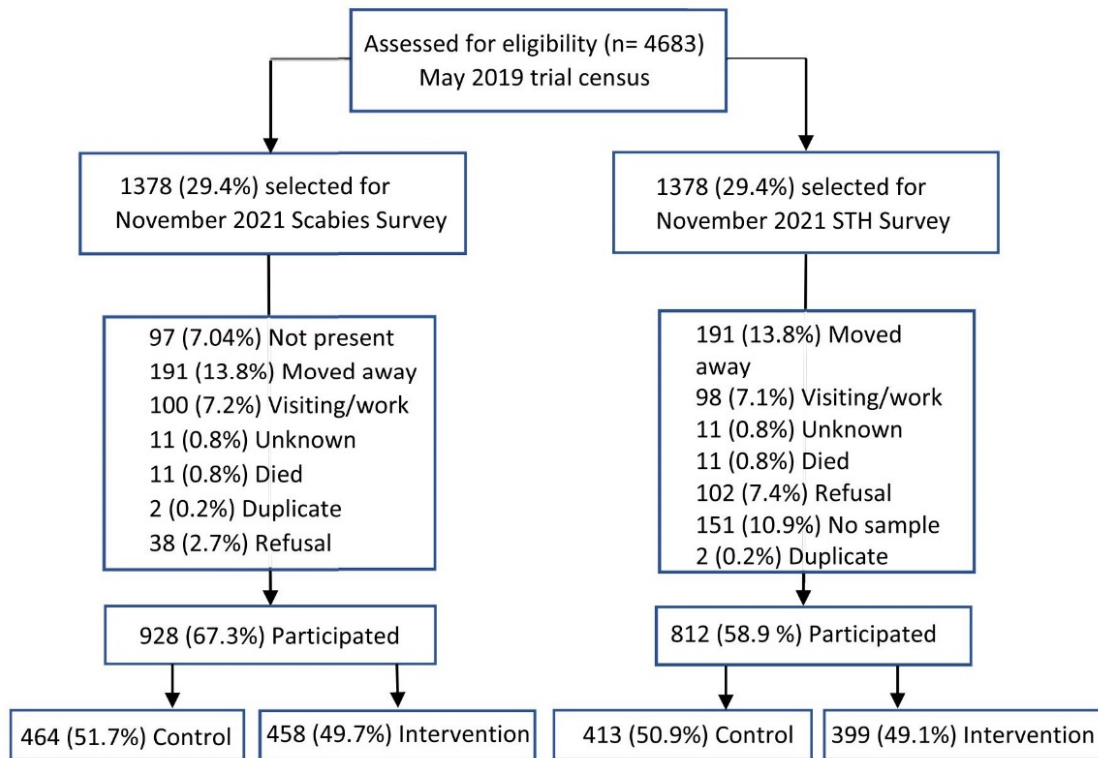 Assessed for eligibility (n= 4683)
May 2019 trial census
1378 (29.4%) selected for
November 2021 Scabies Survey
1378 (29.4%) selected for
November 2021 STH Survey
97 (7.04%) Not present
191 (13.8%) Moved away
100 (7.2%) Visiting/work
11 (0.8%) Unknown
11 (0.8%) Died
2 (0.2%) Duplicate
38 (2.7%) Refusal
191 (13.8%) Moved
away
98 (7.1%) Visiting/work
11 (0.8%) Unknown
11 (0.8%) Died
102 (7.4%) Refusal
151 (10.9%) No sample
2 (0.2%) Duplicate
928 (67.3%) Participated
812 (58.9 %) Participated
464 (51.7%) Control
458 (49.7%) Intervention
413 (50.9%) Control
399 (49.1%) Intervention